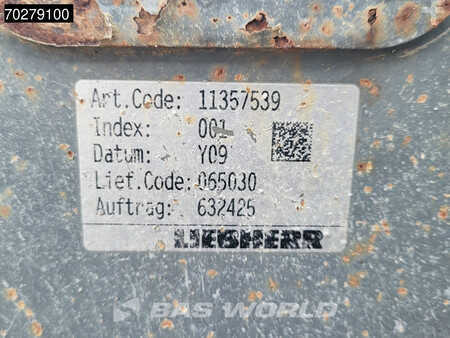 70279100
Art.Code: 11357539
Index: 001
Datum: Y09
Lief.Code: 065030
Auftrag: 632425
LIEBHERR
BAS WORLD